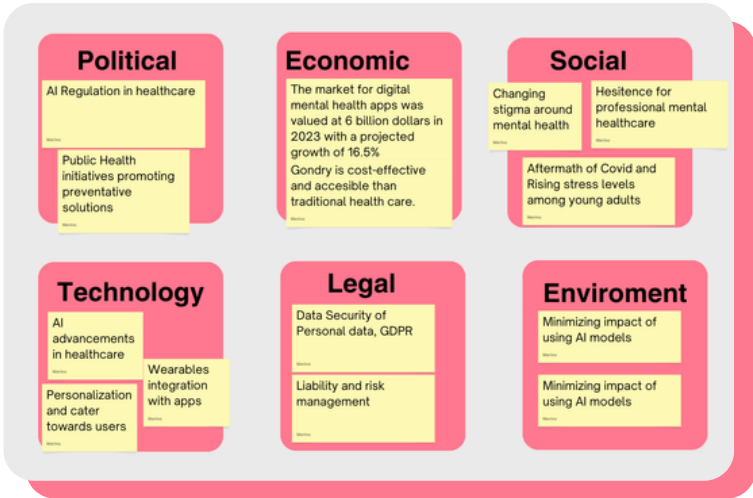 Political
AI Regulation in healthcare
Public Health
initiatives promoting
preventative
solutions
Economic
The market for digital
mental health apps was
valued at 6 billion dollars in
2023 with a projected
growth of 16.5%
Gondry is cost-effective
and accesible than
traditional health care.
Social
Changing
stigma around
mental health
Hesitence for
professional mental
healthcare
Aftermath of Covid and
Rising stress levels
among young adults
Technology
AI
advancements
in healthcare
Wearables
integration
with apps
Personalization
and cater
towards users
Legal
Data Security of
Personal data, GDPR
Liability and risk
management
Enviroment
Minimizing impact of
using AI models
Minimizing impact of
using AI models